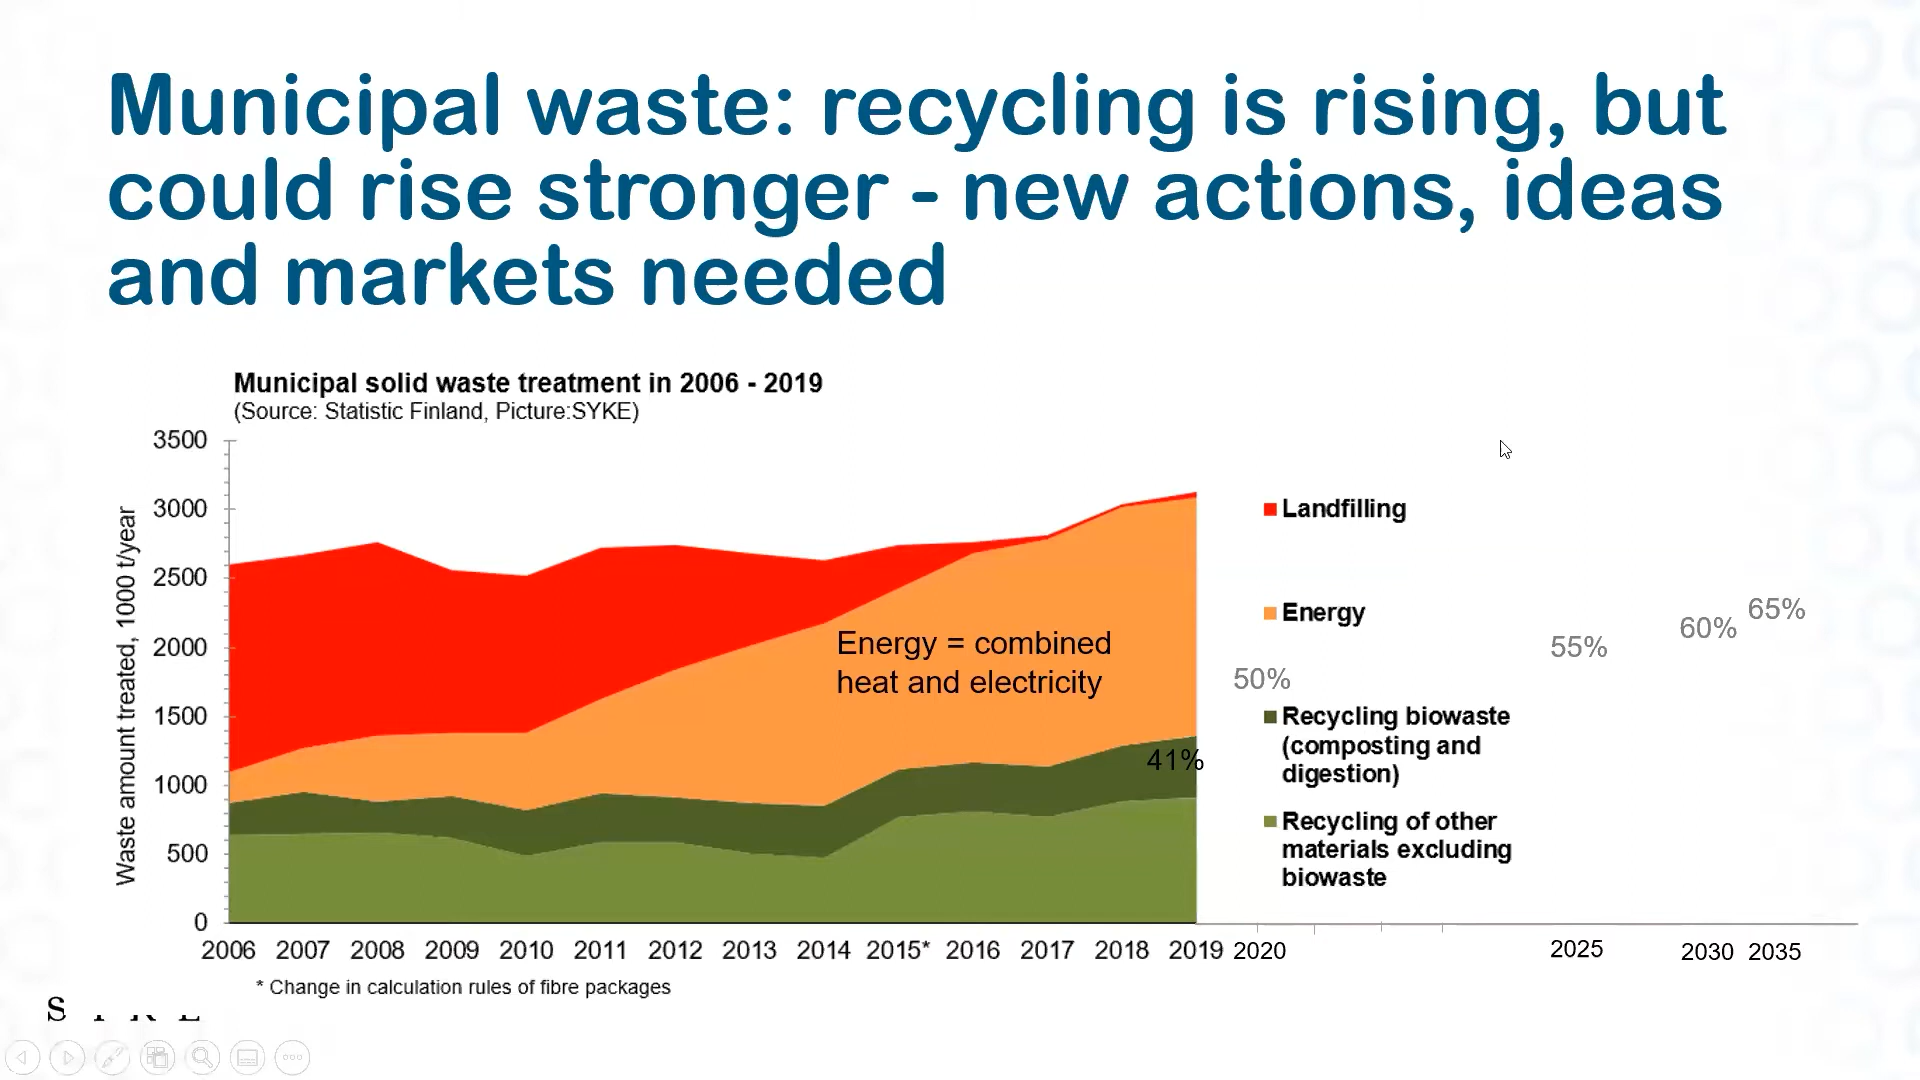 Municipal waste: recycling is rising, but
could rise stronger - new actions, ideas
and markets needed
Municipal solid waste treatment in 2006 - 2019
(Source: Statistic Finland, Picture:SYKE)
Waste amount treated, 1000 t/year
3500
3000
2500
2000
1500
1000
500
0
Energy = combined
heat and electricity
41%
Landfilling
Energy
Recycling biowaste
(composting and
digestion)
Recycling of other
materials excluding
biowaste
50%
55%
60%
65%
2006 2007 2008 2009 2010 2011 2012 2013 2014 2015* 2016 2017 2018 2019 2020 2025 2030 2035
* Change in calculation rules of fibre packages